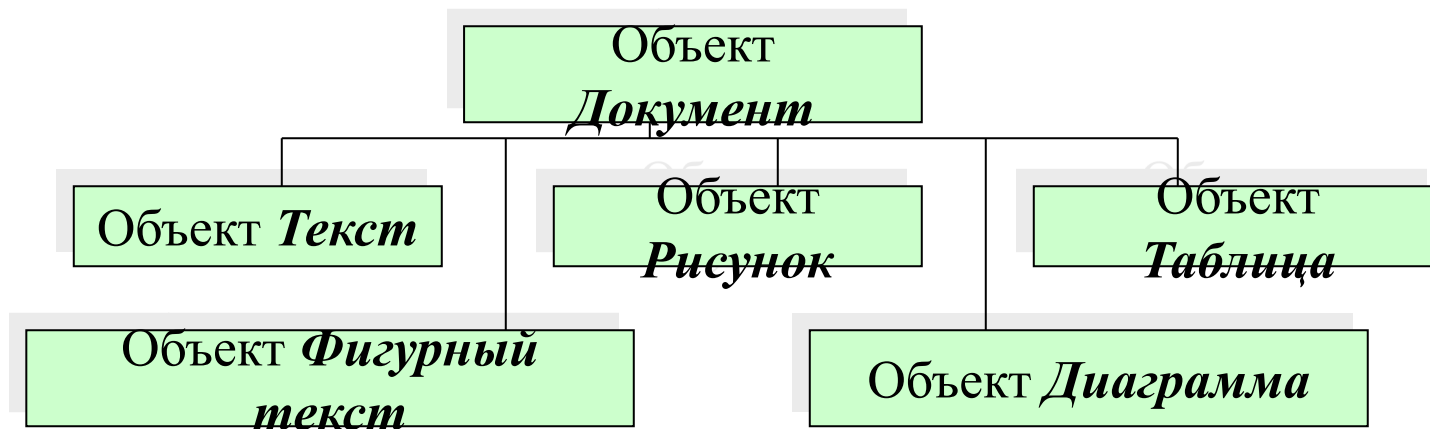 Объект
Документ
Объект Текст
Объект
Рисунок
Объект
Таблица
Объект Фигурный
текст
Объект Диаграмма